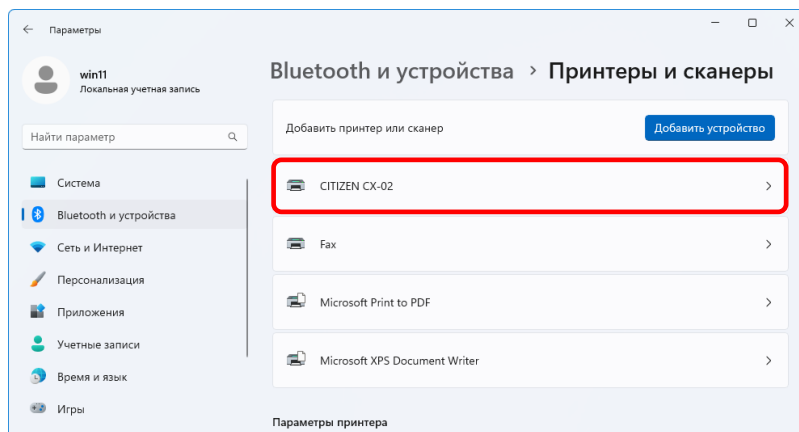 Параметры
win11
Локальная учетная запись
Найти параметр
Система
Bluetooth и устройства
Сеть и Интернет
Персонализация
Приложения
Учетные записи
Время и язык
Игры
Bluetooth и устройства > Принтеры и сканеры
Добавить принтер или сканер
Добавить устройство
CITIZEN CX-02
Fax
Microsoft Print to PDF
Microsoft XPS Document Writer
Параметры принтера